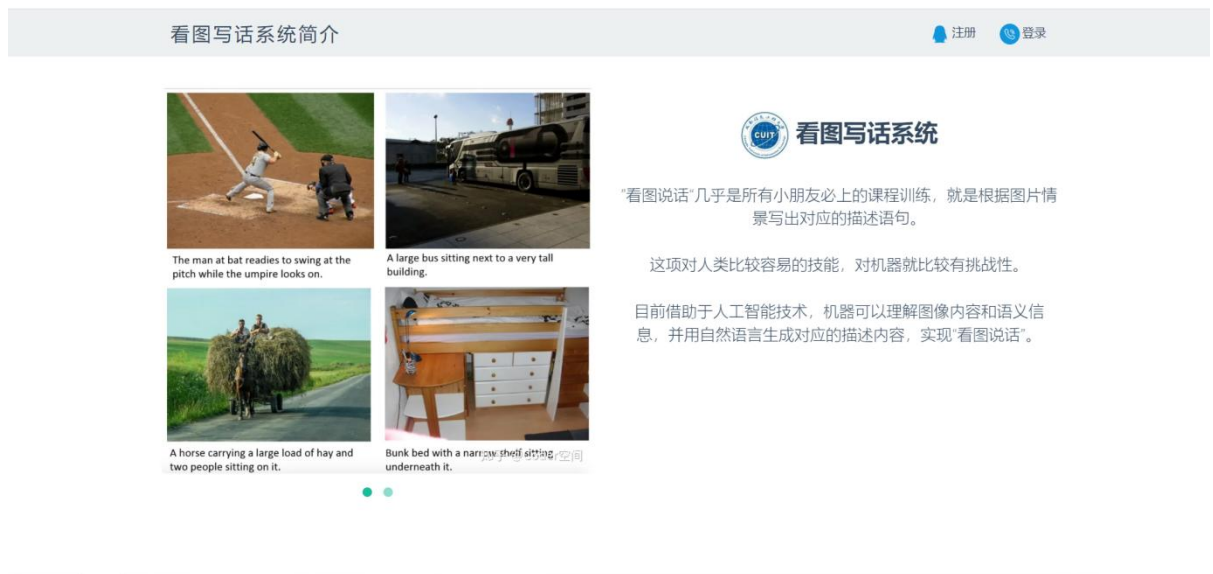 看图写话系统简介
注册
登录
The man at bat readies to swing at the
pitch while the umpire looks on.
A large bus sitting next to a very tall
building.
A horse carrying a large load of hay and
two people sitting on it.
Bunk bed with a narrow shelf sitting
underneath it.
CUIT
看图写话系统
"看图说话"几乎是所有小朋友必上的课程训练，就是根据图片情
景写出对应的描述语句。
这项对人类比较容易的技能，对机器就比较有挑战性。
目前借助于人工智能技术，机器可以理解图像内容和语义信
息，并用自然语言生成对应的描述内容，实现"看图说话"。